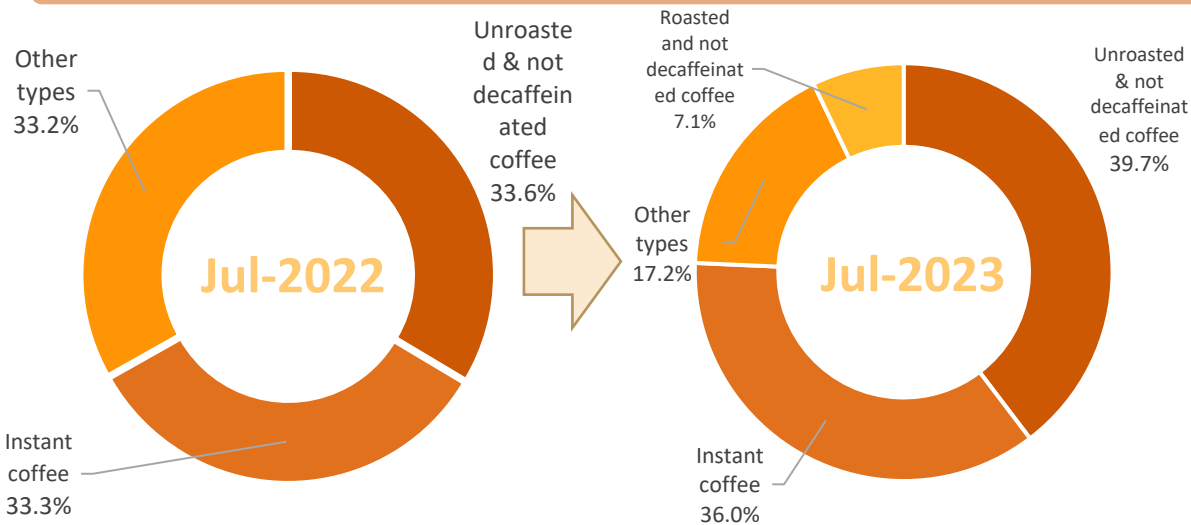 Other
types
33.2%
Unroaste
d & not
decaffein
ated
coffee
33.6%
Jul-2022
Instant
coffee
33.3%
Roasted
and not
decaffeinat
ed coffee
7.1%
Unroasted
& not
decaffeinat
ed coffee
39.7%
Other
types
17.2%
Jul-2023
Instant
coffee
36.0%